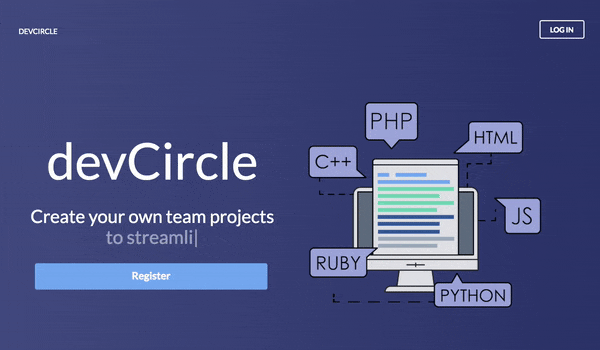 DEVCIRCLE
LOG IN
devCircle
Create your own team projects
to streamli|
Register
PHP
HTML
C++
JS
RUBY
PYTHON